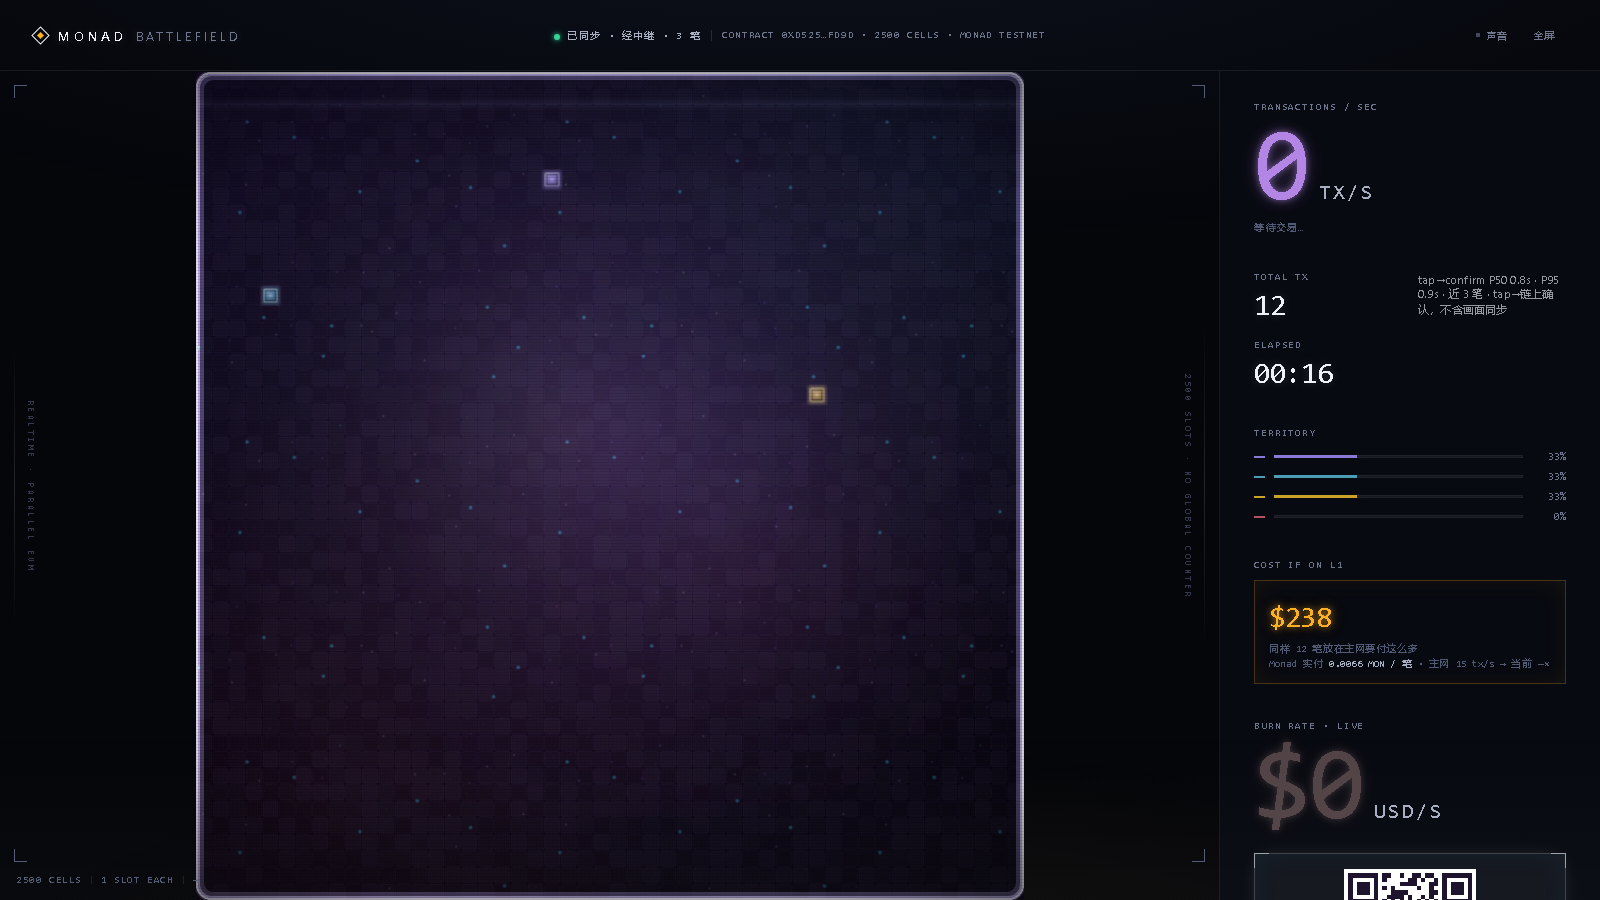 MONAD BATTLEFIELD
已同步 · 经中继 · 3 笔 | CONTRACT 0XD525…FD9D · 2500 CELLS · MONAD TESTNET
声音 全屏
REALTIME · PARALLEL EVM
2500 SLOTS · NO GLOBAL COUNTER
2500 CELLS | 1 SLOT EACH |
TRANSACTIONS / SEC
0 TX/S
等待交易…
TOTAL TX
12
tap→confirm P50 0.8s · P95
0.9s · 近 3 笔 · tap→链上确
认，不含画面同步
ELAPSED
00:16
TERRITORY
33%
33%
33%
0%
COST IF ON L1
$238
同样 12 笔放在主网要付这么多
Monad 实付 0.0066 MON / 笔 · 主网 15 tx/s → 当前 —×
BURN RATE · LIVE
$0 USD/S